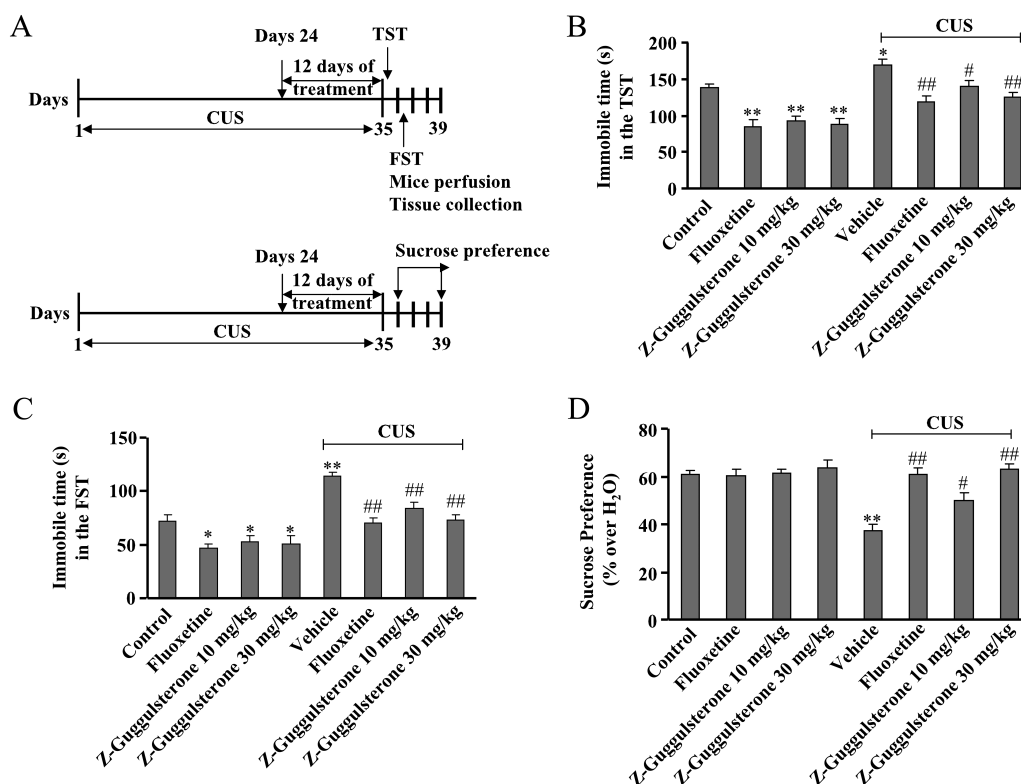 A
Days 24
TST
12 days of
treatment
Days
CUS
1
35
39
FST
Mice perfusion
Tissue collection
Sucrose preference
Days 24
12 days of
treatment
Days
CUS
1
35
39
B
CUS
Immobile time (s)
in the TST
200
150
100
50
0
*
**
**
**
##
#
##
Control
Fluoxetine
Z-Guggulsterone 10 mg/kg
Z-Guggulsterone 30 mg/kg
Vehicle
Fluoxetine
Z-Guggulsterone 10 mg/kg
Z-Guggulsterone 30 mg/kg
C
CUS
Immobile time (s)
in the FST
150
100
50
0
*
*
*
**
##
##
##
Control
Fluoxetine
Z-Guggulsterone 10 mg/kg
Z-Guggulsterone 30 mg/kg
Vehicle
Fluoxetine
Z-Guggulsterone 10 mg/kg
Z-Guggulsterone 30 mg/kg
D
CUS
Sucrose Preference
(% over H₂O)
80
60
40
20
0
**
##
#
##
Control
Fluoxetine
Z-Guggulsterone 10 mg/kg
Z-Guggulsterone 30 mg/kg
Vehicle
Fluoxetine
Z-Guggulsterone 10 mg/kg
Z-Guggulsterone 30 mg/kg